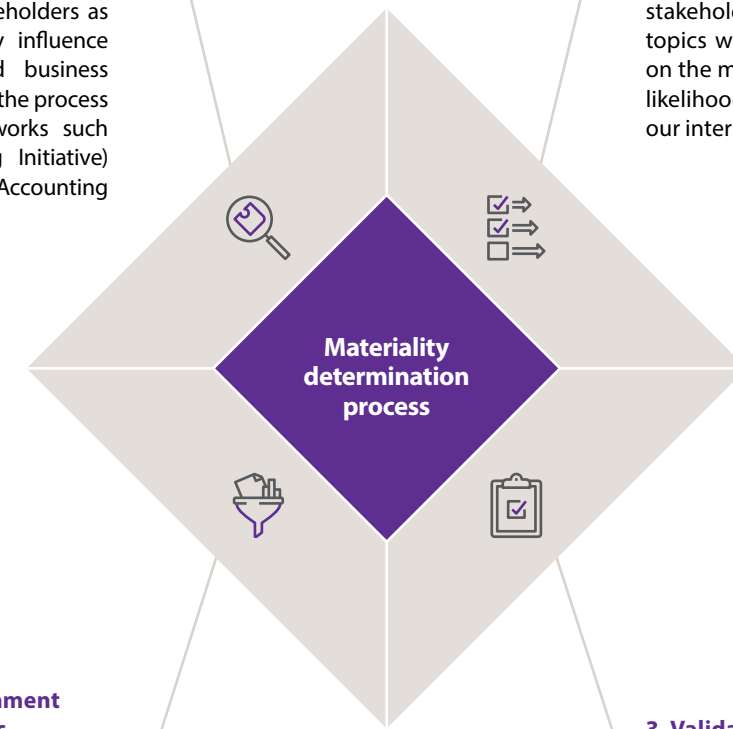 eholders as
y influence
d business
the process
works such
g Initiative)
Accounting
stakehol
topics w
on the m
likelihoo
our inter
Materiality
determination
process
nment
3. Valida